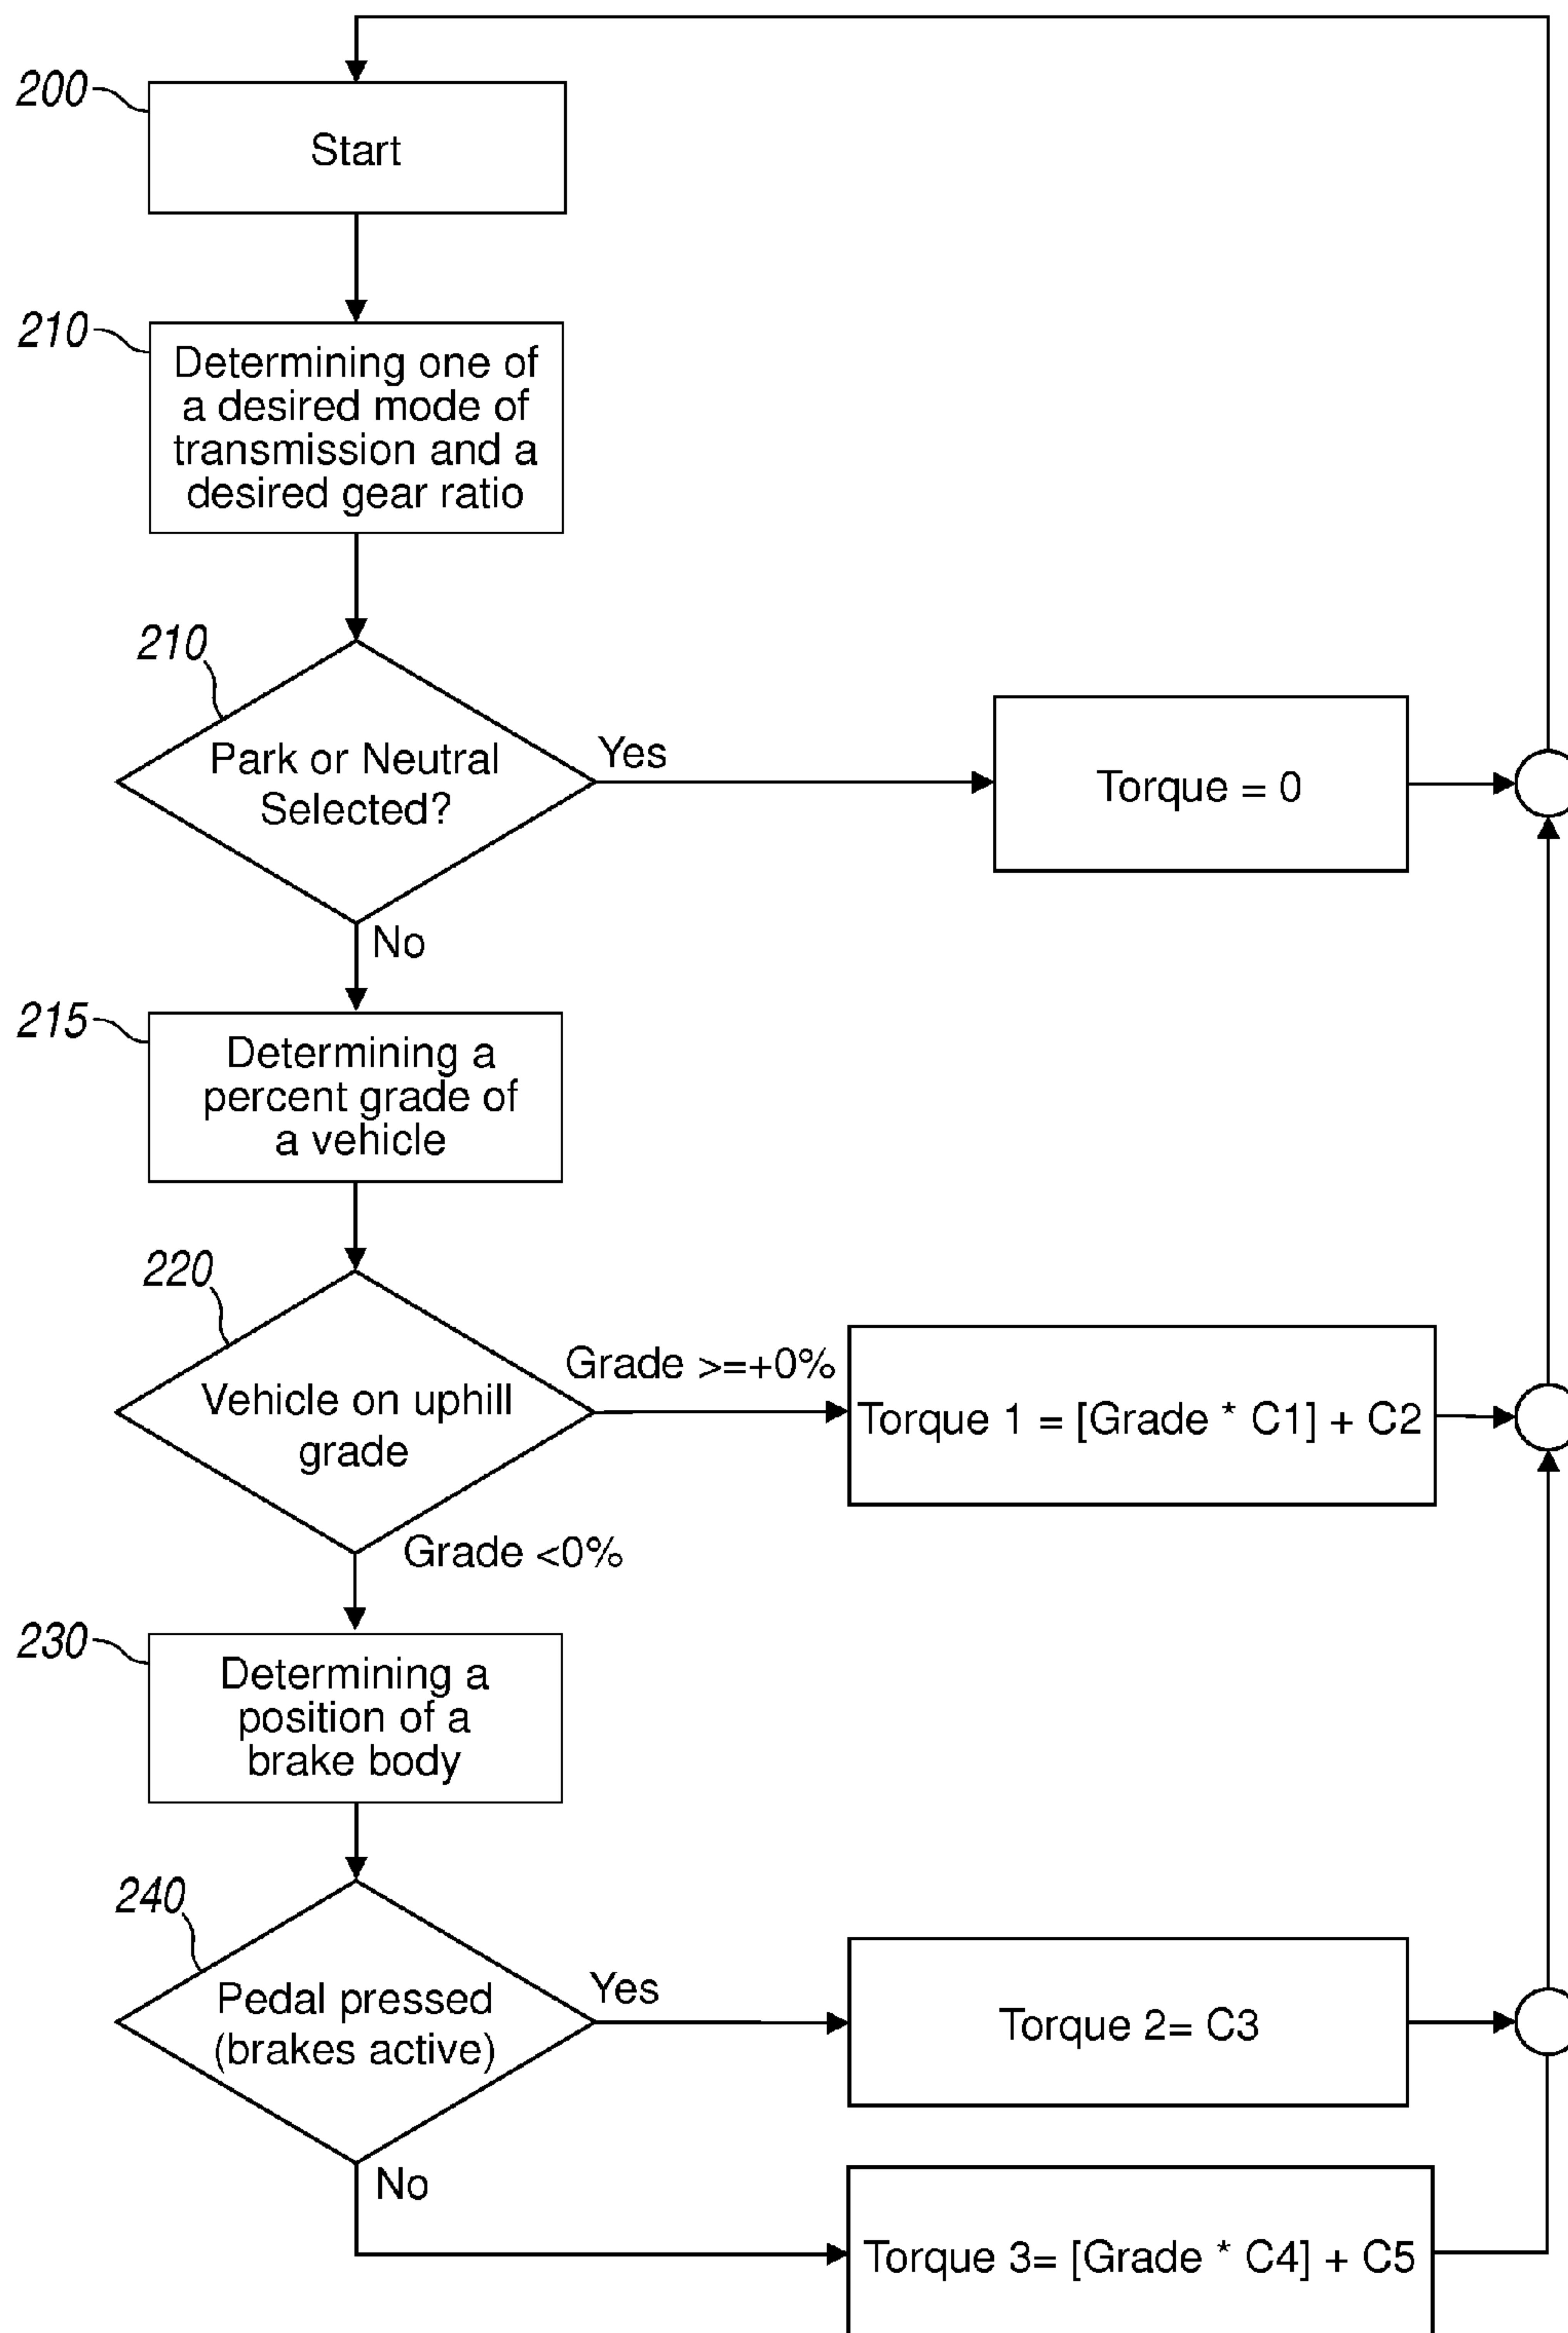 200
Start
210
Determining one of
a desired mode of
transmission and a
desired gear ratio
210
Park or Neutral
Selected?
Yes
Torque = 0
No
215
Determining a
percent grade of
a vehicle
220
Vehicle on uphill
grade
Grade >=+0%
Torque 1 = [Grade * C1] + C2
Grade <0%
230
Determining a
position of a
brake body
240
Pedal pressed
(brakes active)
Yes
Torque 2= C3
No
Torque 3= [Grade * C4] + C5